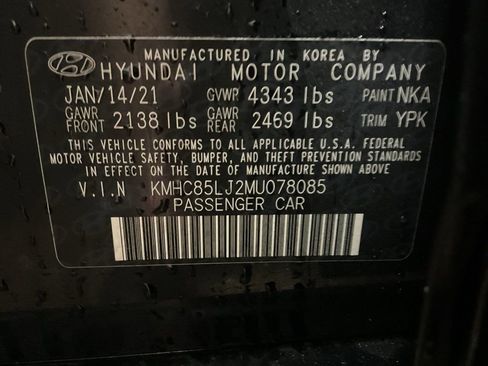 MANUFACTURED IN KOREA BY
HYUNDAI MOTOR COMPANY
JAN/14/21 GVWR 4343 lbs PAINT NKA
GAWR FRONT 2138 lbs GAWR REAR 2469 lbs TRIM YPK
THIS VEHICLE CONFORMS TO ALL APPLICABLE U.S.A. FEDERAL
MOTOR VEHICLE SAFETY, BUMPER, AND THEFT PREVENTION STANDARDS
IN EFFECT ON THE DATE OF MANUFACTURE SHOWN ABOVE
V.I.N KMHC85LJ2MU078085
PASSENGER CAR